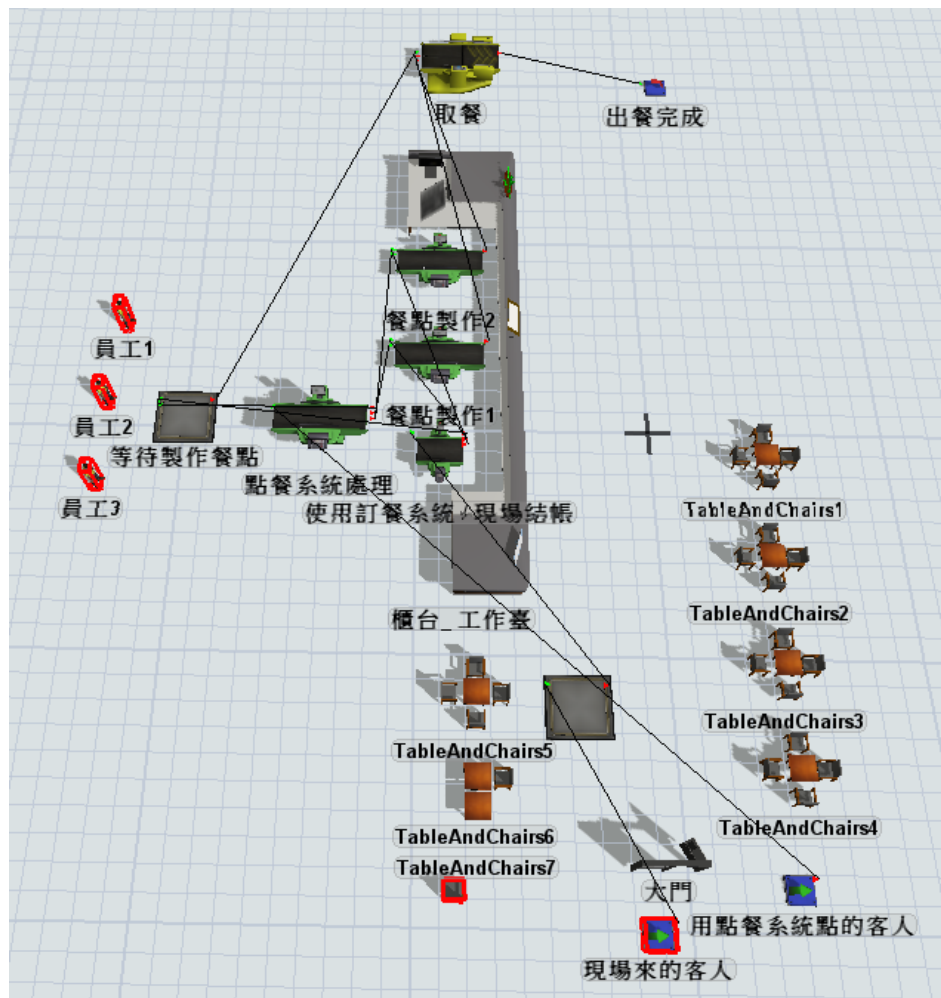 取餐
出餐完成
餐點製作2
員工1
餐點製作1
員工2
等待製作餐點
點餐系統處理
員工3
使用訂餐系統 / 現場結帳
TableAndChairs1
櫃台_工作臺
TableAndChairs2
TableAndChairs3
TableAndChairs5
TableAndChairs4
TableAndChairs6
TableAndChairs7
大門
用點餐系統點的客人
現場來的客人